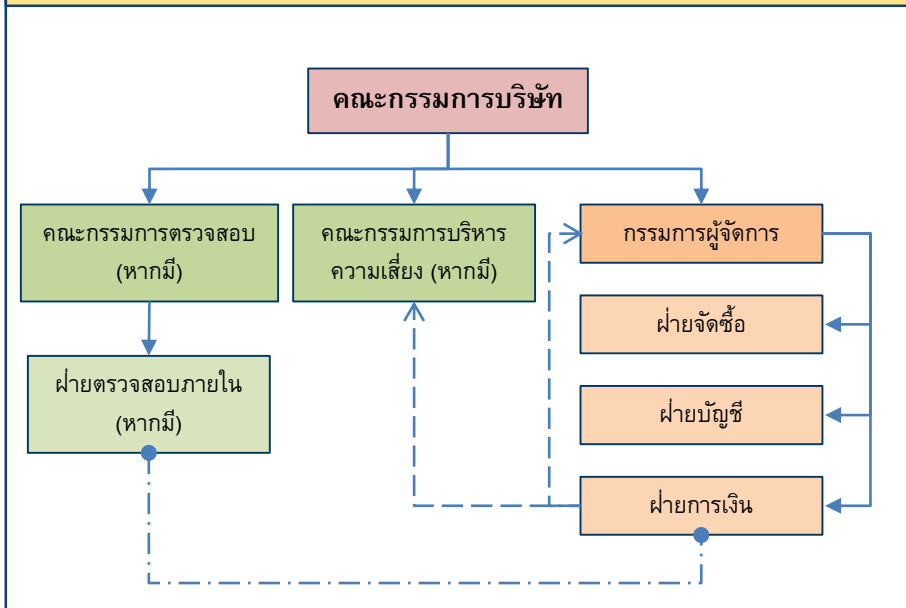 คณะกรรมการบริษัท
คณะกรรมการตรวจสอบ
(หากมี)
คณะกรรมการบริหาร
ความเสี่ยง (หากมี)
กรรมการผู้จัดการ
ฝ่ายจัดซื้อ
ฝ่ายตรวจสอบภายใน
(หากมี)
ฝ่ายบัญชี
ฝ่ายการเงิน